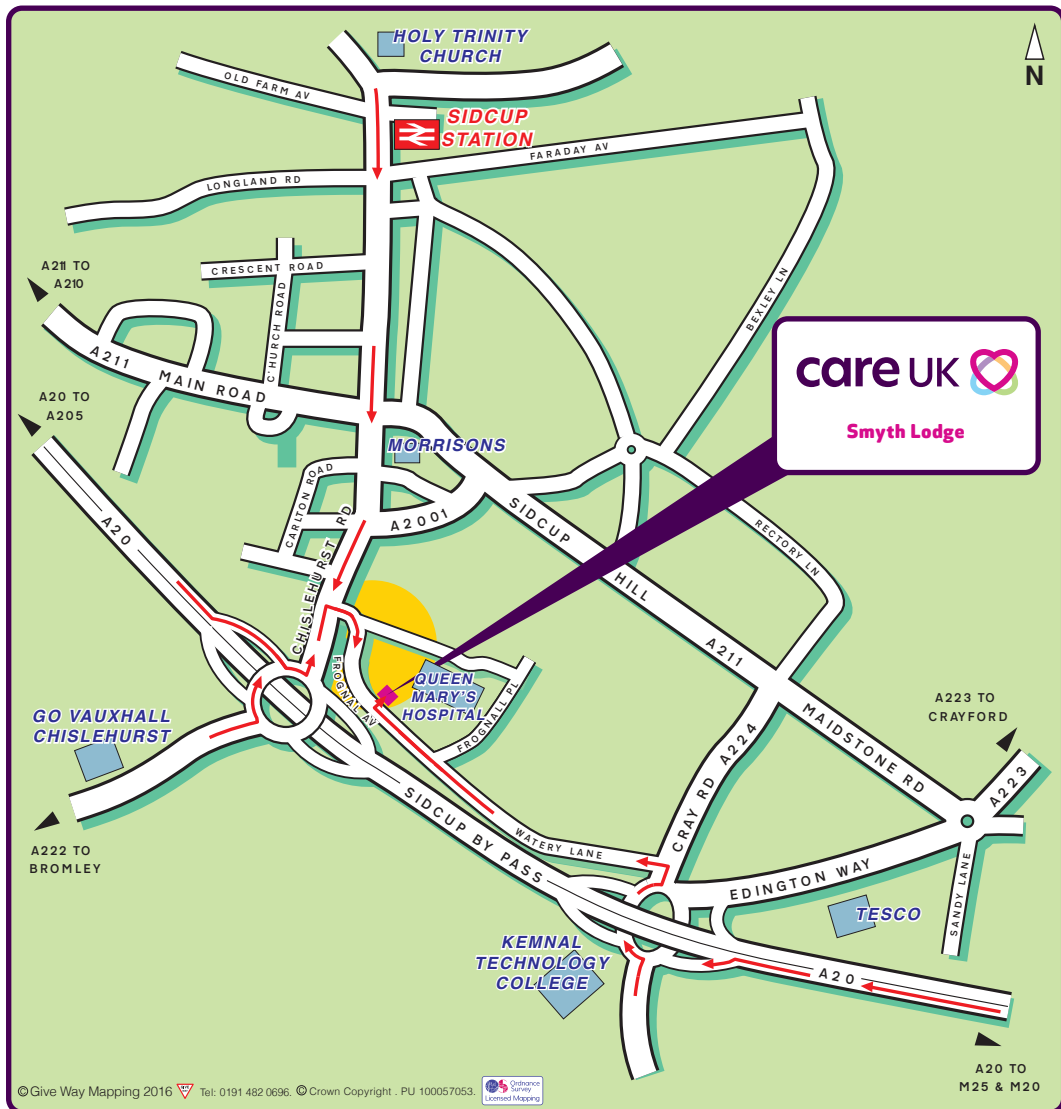 HOLY TRINITY
CHURCH
N
OLD FARM AV
SIDCUP
STATION
FARADAY AV
LONGLAND RD
CRESCENT ROAD
A211 TO
A210
C'HURCH ROAD
BEXLEY LN
A211
MAIN ROAD
care UK
Smyth Lodge
A20 TO
A205
MORRISONS
CARLTON ROAD
A20
A2001
SIDCUP
HILL
RECTORY LN
CHISLEHURST RD
A211
FROGNAL AV
QUEEN
MARY'S
HOSPITAL
FROGNALL PL
A223 TO
CRAYFORD
GO VAUXHALL
CHISLEHURST
MAIDSTONE RD
A223
CRAY RD A224
SIDCUP BY PASS
WATERY LANE
A222 TO
BROMLEY
EDINGTON WAY
SANDY LANE
TESCO
KEMNAL
TECHNOLOGY
COLLEGE
A20
A20 TO
M25 & M20
© Give Way Mapping 2016 Tel: 0191 482 0696. © Crown Copyright . PU 100057053.
Ordnance
Survey
Licensed Mapping